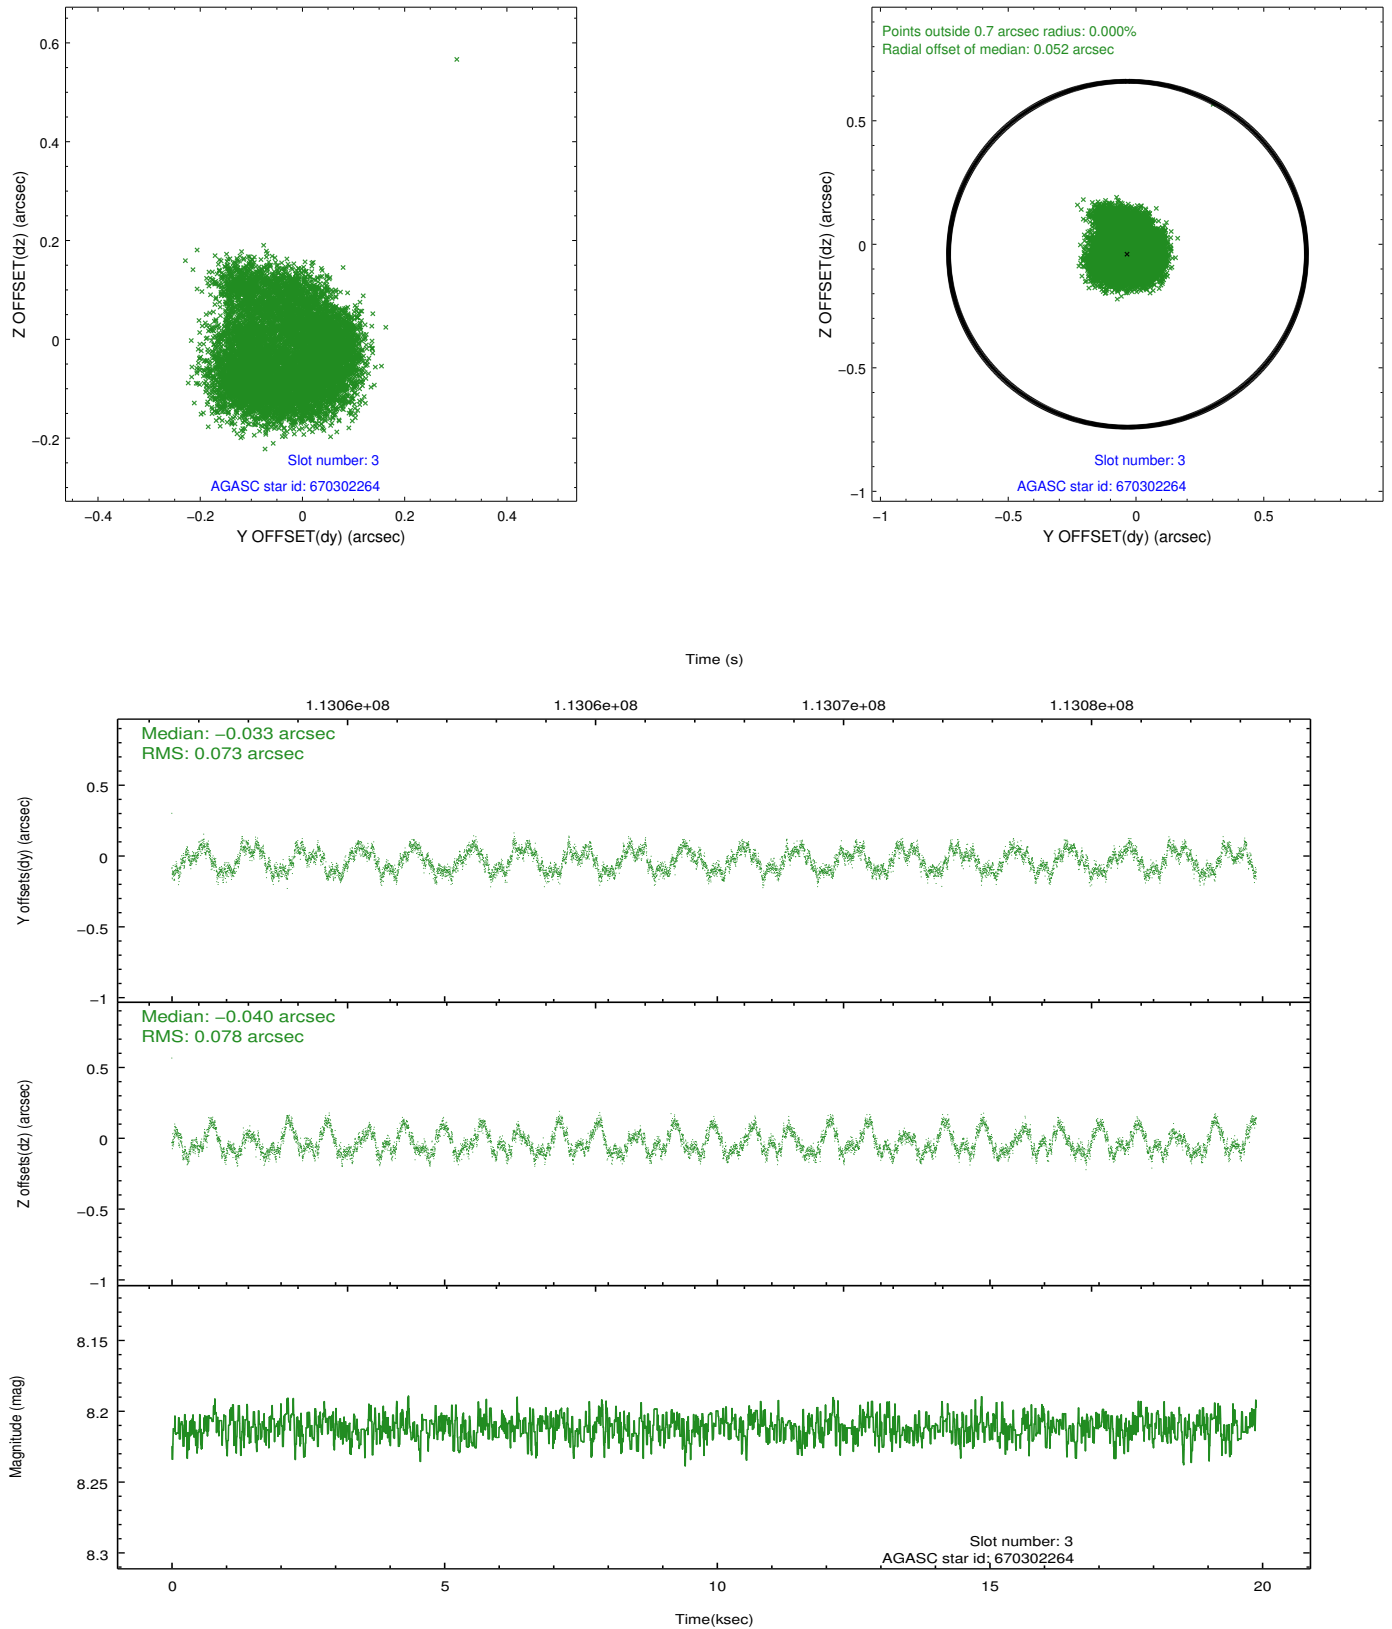 0.6
0.4
0.2
0
−0.2
Z OFFSET(dz) (arcsec)
Slot number: 3
AGASC star id: 670302264
−0.4 −0.2 0 0.2 0.4
Y OFFSET(dy) (arcsec)
Points outside 0.7 arcsec radius: 0.000%
Radial offset of median: 0.052 arcsec
0.5
0
−0.5
−1
Z OFFSET(dz) (arcsec)
Slot number: 3
AGASC star id: 670302264
−1 −0.5 0 0.5
Y OFFSET(dy) (arcsec)
Time (s)
1.1306e+08 1.1306e+08 1.1307e+08 1.1308e+08
Median: −0.033 arcsec
RMS: 0.073 arcsec
0.5
0
−0.5
−1
Y offsets(dy) (arcsec)
Median: −0.040 arcsec
RMS: 0.078 arcsec
0.5
0
−0.5
−1
Z offsets(dz) (arcsec)
8.15
8.2
8.25
8.3
Magnitude (mag)
Slot number: 3
AGASC star id: 670302264
0 5 10 15 20
Time(ksec)